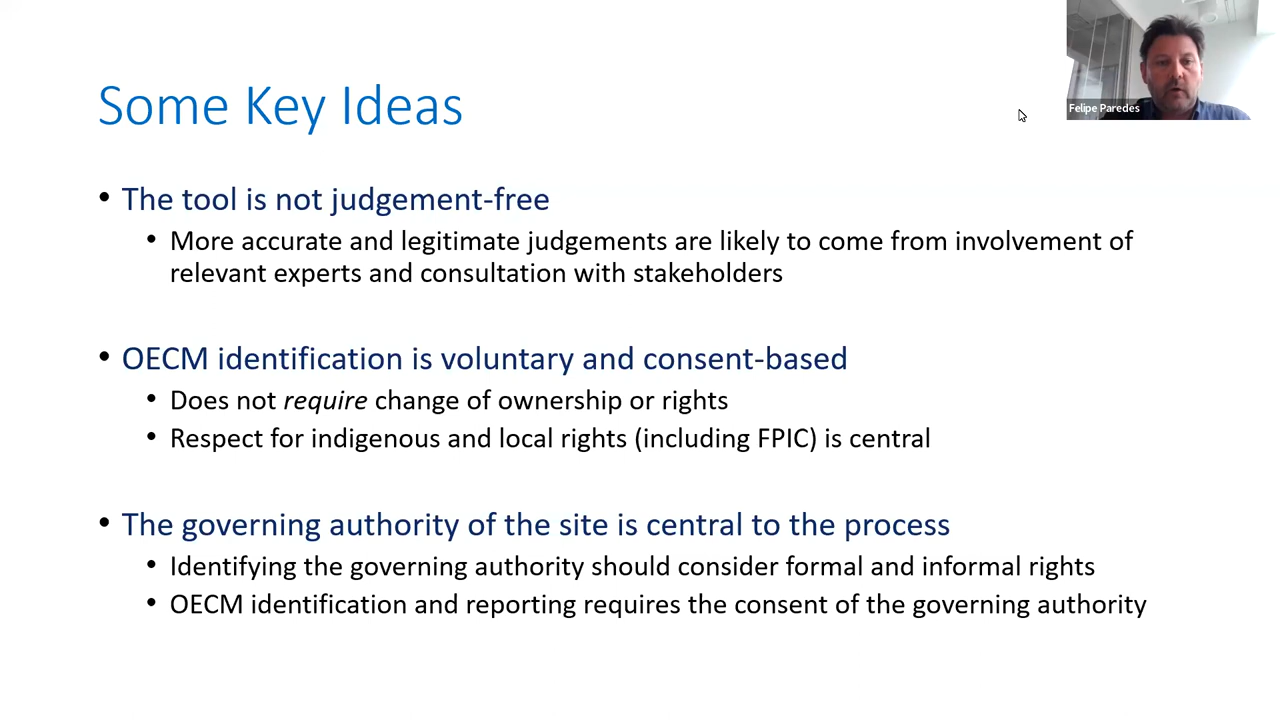 Some Key Ideas
Felipe Paredes
• The tool is not judgement-free
• More accurate and legitimate judgements are likely to come from involvement of
relevant experts and consultation with stakeholders
• OECM identification is voluntary and consent-based
• Does not require change of ownership or rights
• Respect for indigenous and local rights (including FPIC) is central
• The governing authority of the site is central to the process
• Identifying the governing authority should consider formal and informal rights
• OECM identification and reporting requires the consent of the governing authority